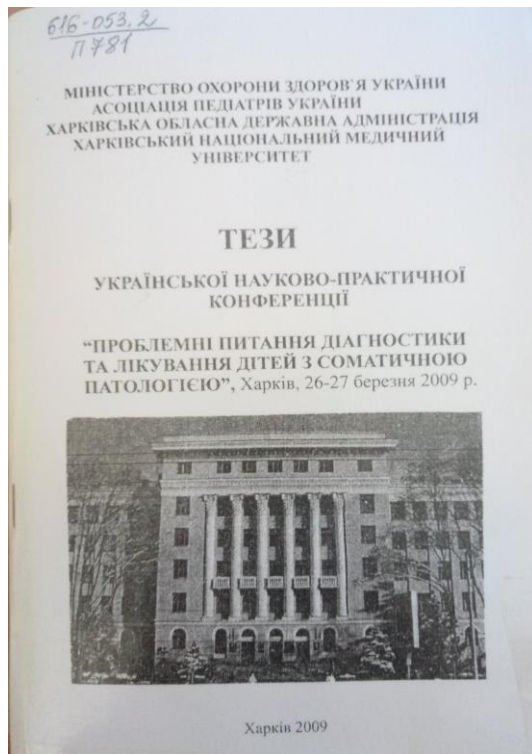 616-053.2
П 781
МІНІСТЕРСТВО ОХОРОНИ ЗДОРОВ`Я УКРАЇНИ
АСОЦІАЦІЯ ПЕДІАТРІВ УКРАЇНИ
ХАРКІВСЬКА ОБЛАСНА ДЕРЖАВНА АДМІНІСТРАЦІЯ
ХАРКІВСЬКИЙ НАЦІОНАЛЬНИЙ МЕДИЧНИЙ
УНІВЕРСИТЕТ
ТЕЗИ
УКРАЇНСЬКОЇ НАУКОВО-ПРАКТИЧНОЇ
КОНФЕРЕНЦІЇ
“ПРОБЛЕМНІ ПИТАННЯ ДІАГНОСТИКИ
ТА ЛІКУВАННЯ ДІТЕЙ З СОМАТИЧНОЮ
ПАТОЛОГІЄЮ”, Харків, 26-27 березня 2009 р.
Харків 2009